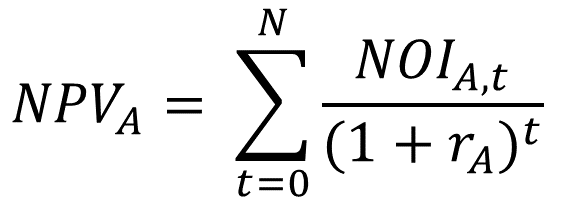 NPV_A = \sum_{t=0}^{N} \frac{NOI_{A,t}}{(1 + r_A)^t}